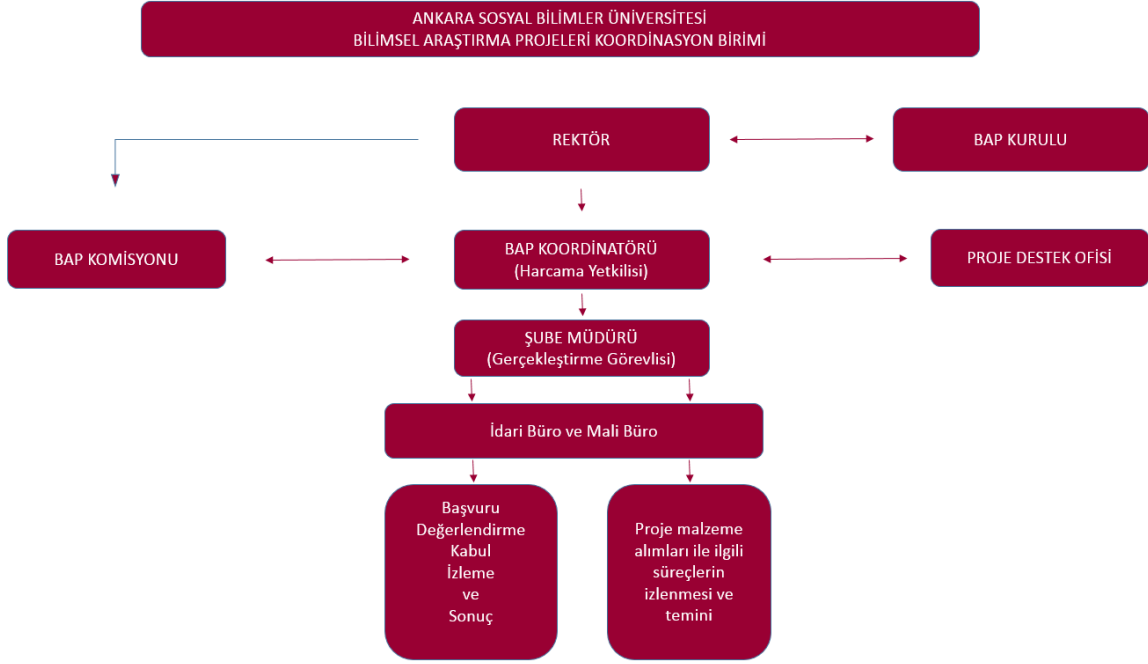 ANKARA SOSYAL BİLİMLER ÜNİVERSİTESİ
BİLİMSEL ARAŞTIRMA PROJELERİ KOORDİNASYON BİRİMİ
REKTÖR
BAP KURULU
BAP KOMİSYONU
BAP KOORDİNATÖRÜ
(Harcama Yetkilisi)
PROJE DESTEK OFİSİ
ŞUBE MÜDÜRÜ
(Gerçekleştirme Görevlisi)
İdari Büro ve Mali Büro
Başvuru
Değerlendirme
Kabul
İzleme
ve
Sonuç
Proje malzeme
alımları ile ilgili
süreçlerin
izlenmesi ve
temini